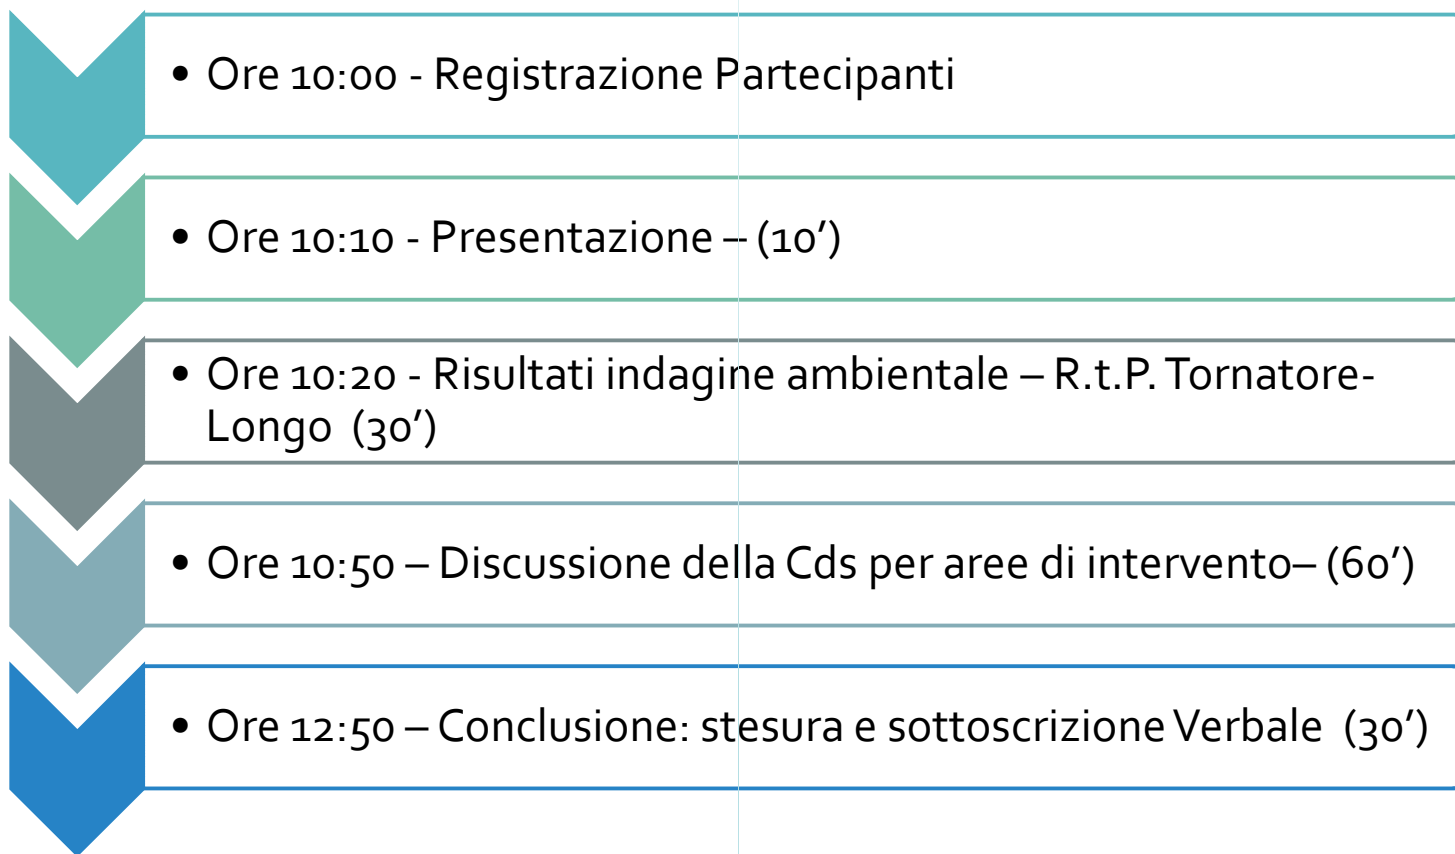 • Ore 10:00 - Registrazione Partecipanti
• Ore 10:10 - Presentazione – (10’)
• Ore 10:20 - Risultati indagine ambientale – R.t.P. Tornatore-
Longo  (30’)
• Ore 10:50 – Discussione della Cds per aree di intervento– (60’)
• Ore 12:50 – Conclusione: stesura e sottoscrizione Verbale  (30’)